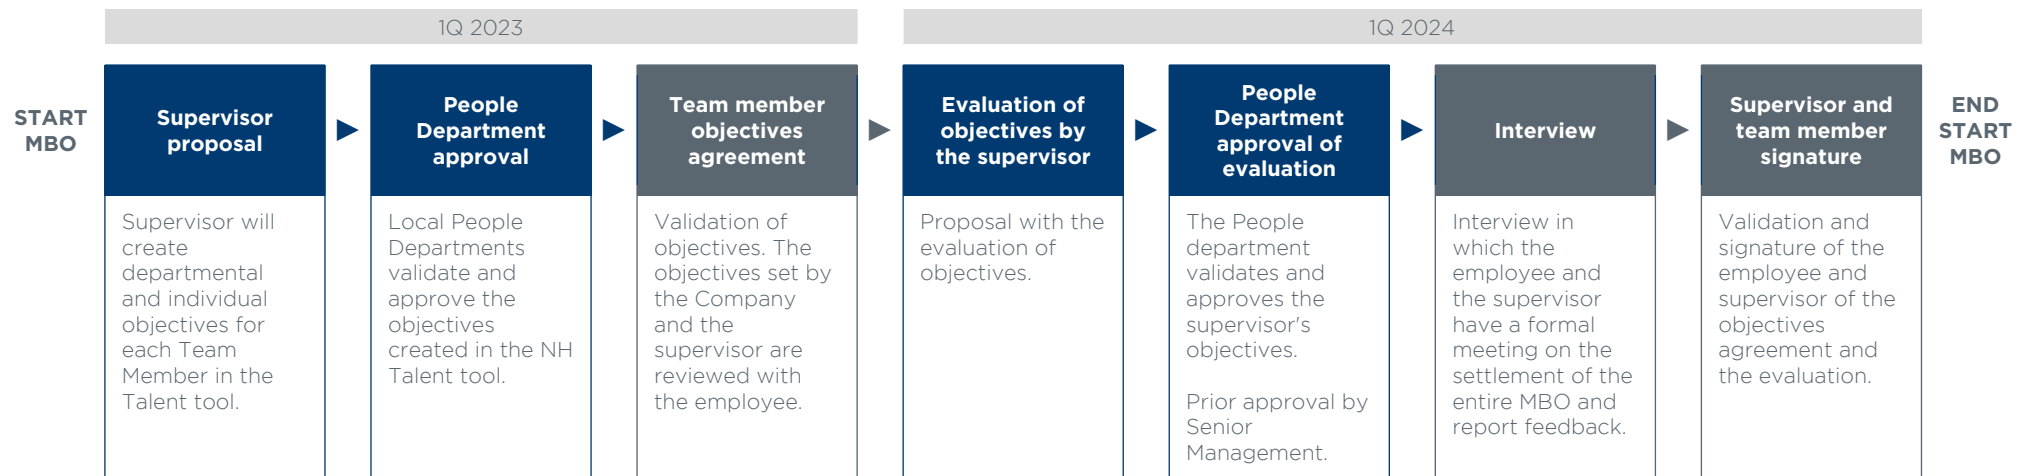 1Q 2023
1Q 2024
START
MBO
Supervisor
proposal
People
Department
approval
Team member
objectives
agreement
Evaluation of
objectives by
the supervisor
People
Department
approval of
evaluation
Interview
Supervisor and
team member
signature
END
START
MBO
Supervisor will
create
departmental
and individual
objectives for
each Team
Member in the
Talent tool.
Local People
Departments
validate and
approve the
objectives
created in the NH
Talent tool.
Validation of
objectives. The
objectives set by
the Company
and the
supervisor are
reviewed with
the employee.
Proposal with the
evaluation of
objectives.
The People
department
validates and
approves the
supervisor's
objectives.
Prior approval by
Senior
Management.
Interview in
which the
employee and
the supervisor
have a formal
meeting on the
settlement of the
entire MBO and
report feedback.
Validation and
signature of the
employee and
supervisor of the
objectives
agreement and
the evaluation.